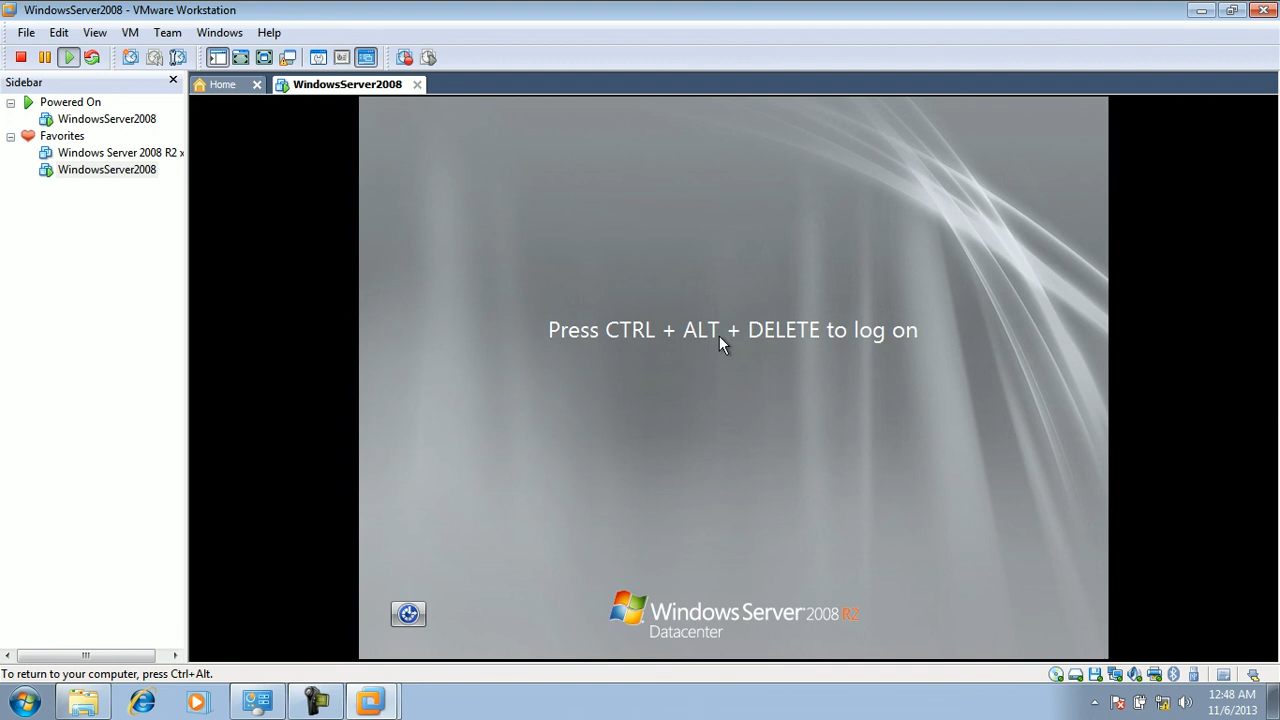 WindowsServer2008 - VMware Workstation
File Edit View VM Team Windows Help
Sidebar
Home
WindowsServer2008
Powered On
WindowsServer2008
Favorites
Windows Server 2008 R2 x
WindowsServer2008
Press CTRL + ALT + DELETE to log on
Windows Server 2008 R2
Datacenter
To return to your computer, press Ctrl+Alt.
12:48 AM
11/6/2013